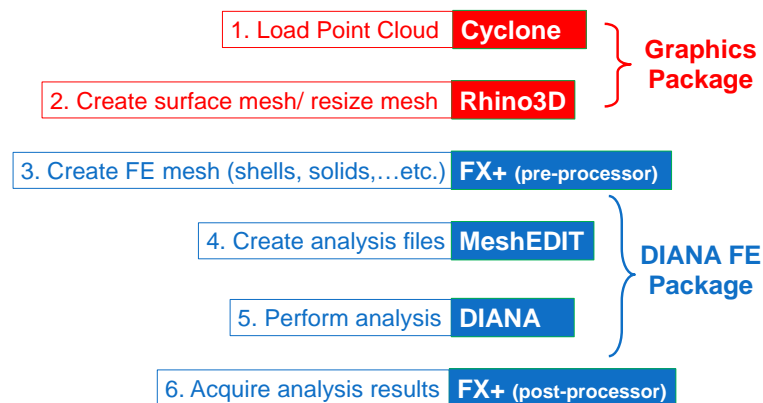 1. Load Point Cloud Cyclone
Graphics
Package
2. Create surface mesh/ resize mesh Rhino3D
3. Create FE mesh (shells, solids,…etc.) FX+ (pre-processor)
4. Create analysis files MeshEDIT
DIANA FE
Package
5. Perform analysis DIANA
6. Acquire analysis results FX+ (post-processor)